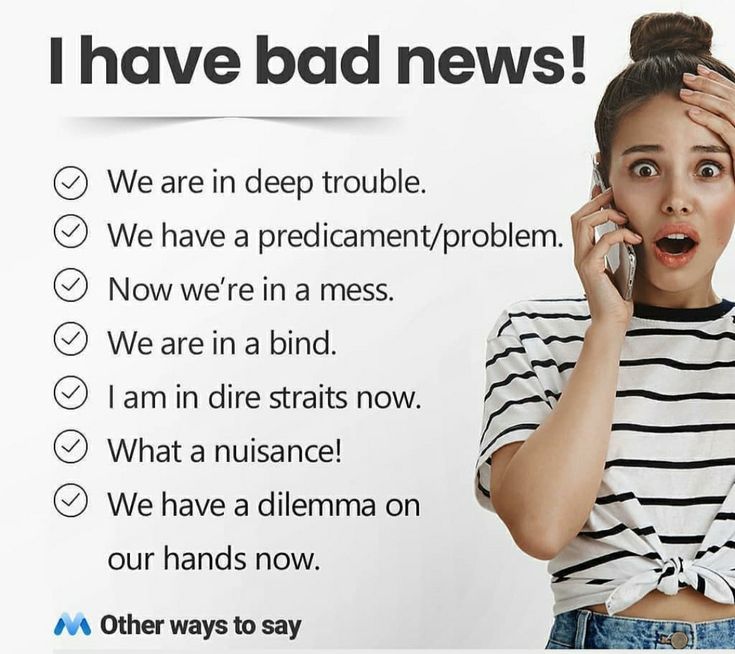 I have bad news!
We are in deep trouble.
We have a predicament/problem.
Now we're in a mess.
We are in a bind.
I am in dire straits now.
What a nuisance!
We have a dilemma on
our hands now.
Other ways to say